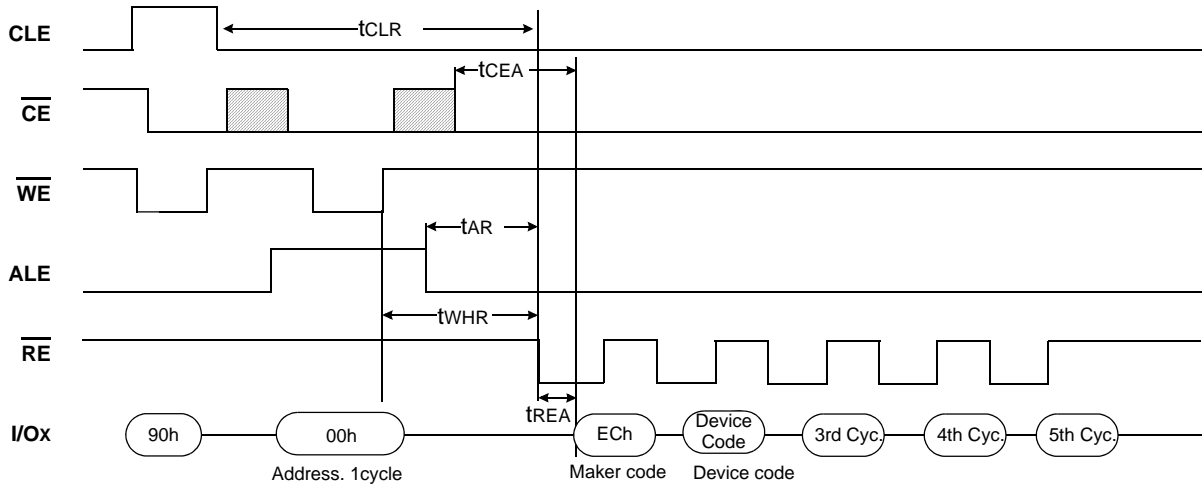 CLE
tCLR
tCEA
CE
WE
tAR
ALE
tWHR
RE
tREA
I/Ox
90h
00h
ECh
Device
Code
3rd Cyc.
4th Cyc.
5th Cyc.
Address. 1cycle
Maker code
Device code